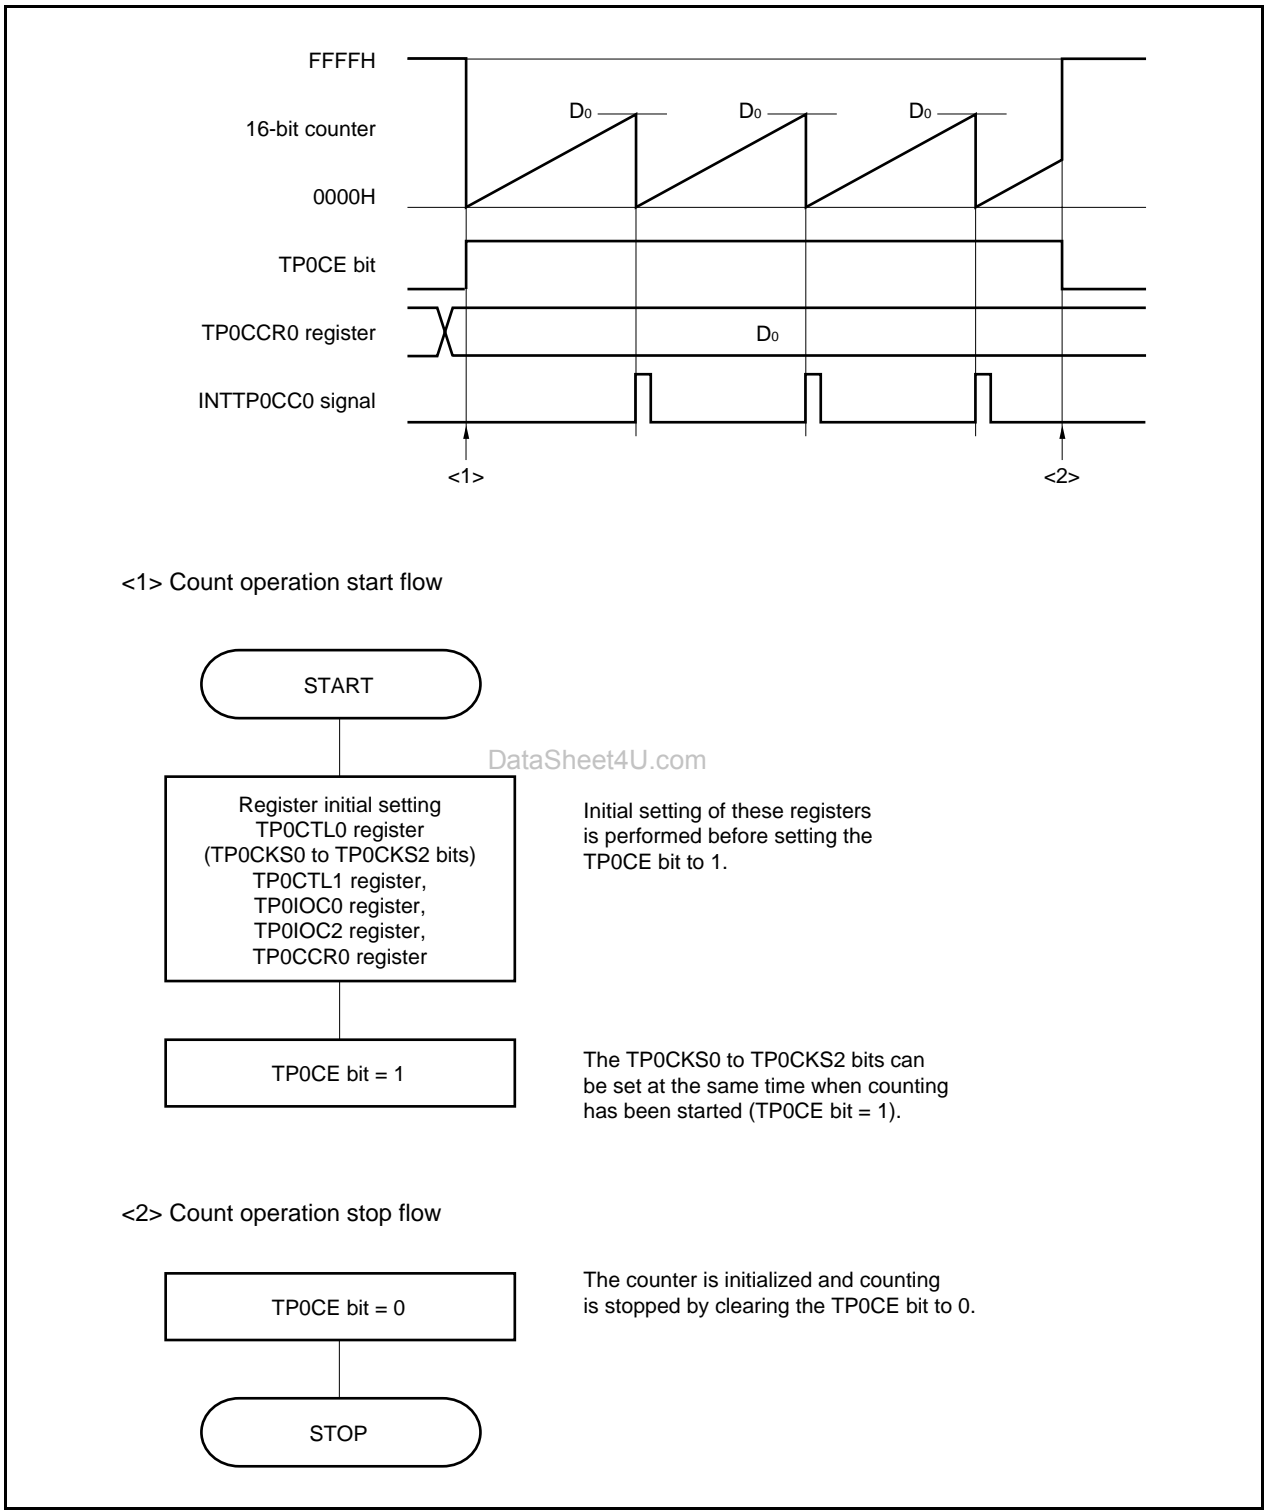 FFFFH
D0 D0 D0
16-bit counter
0000H
TP0CE bit
TP0CCR0 register
D0
INTTP0CC0 signal
<1> <2>
<1> Count operation start flow
START
DataSheet4U.com
Register initial setting
TP0CTL0 register
(TP0CKS0 to TP0CKS2 bits)
TP0CTL1 register,
TP0IOC0 register,
TP0IOC2 register,
TP0CCR0 register
Initial setting of these registers
is performed before setting the
TP0CE bit to 1.
TP0CE bit = 1
The TP0CKS0 to TP0CKS2 bits can
be set at the same time when counting
has been started (TP0CE bit = 1).
<2> Count operation stop flow
TP0CE bit = 0
The counter is initialized and counting
is stopped by clearing the TP0CE bit to 0.
STOP